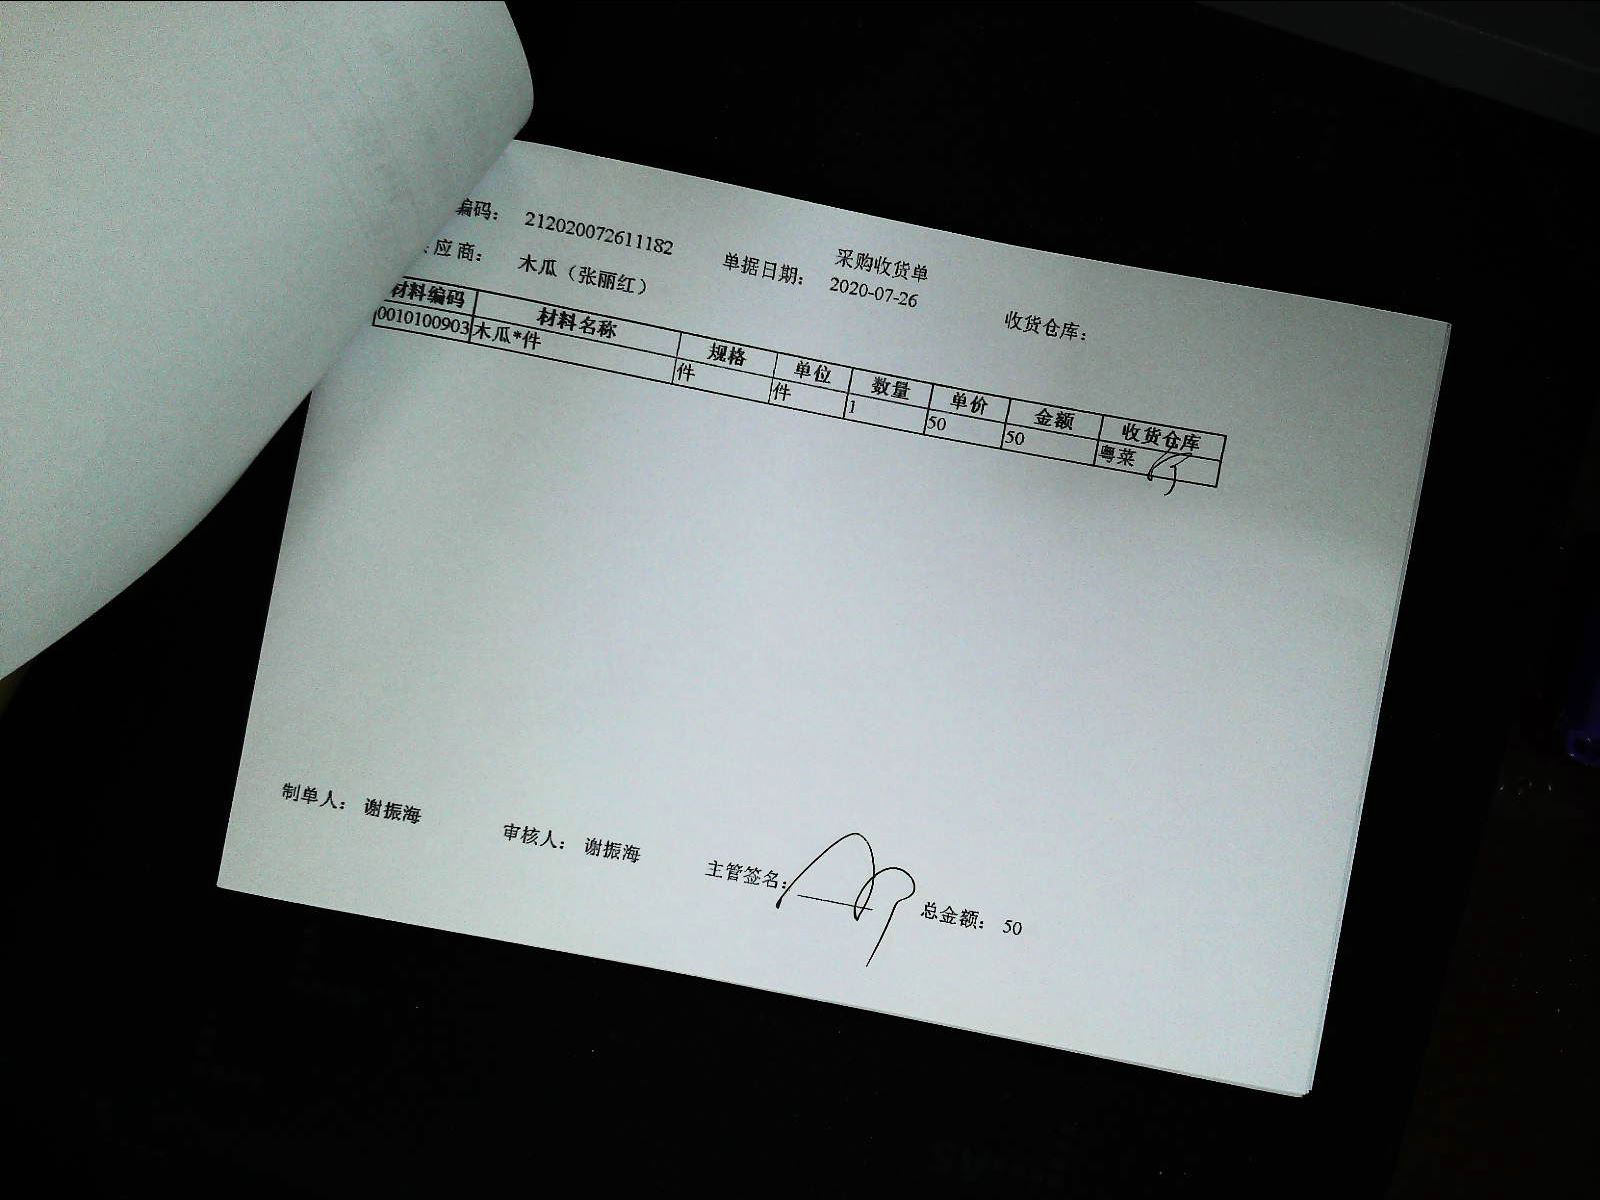 采购收货单
编码： 212020072611182 单据日期： 2020-07-26 收货仓库：
应商： 木瓜（张丽红）
材料编码 材料名称 规格 单位 数量 单价 金额 收货仓库
0010100903 木瓜*件 件 件 1 50 50 粤菜
制单人： 谢振海 审核人： 谢振海 主管签名： 总金额： 50